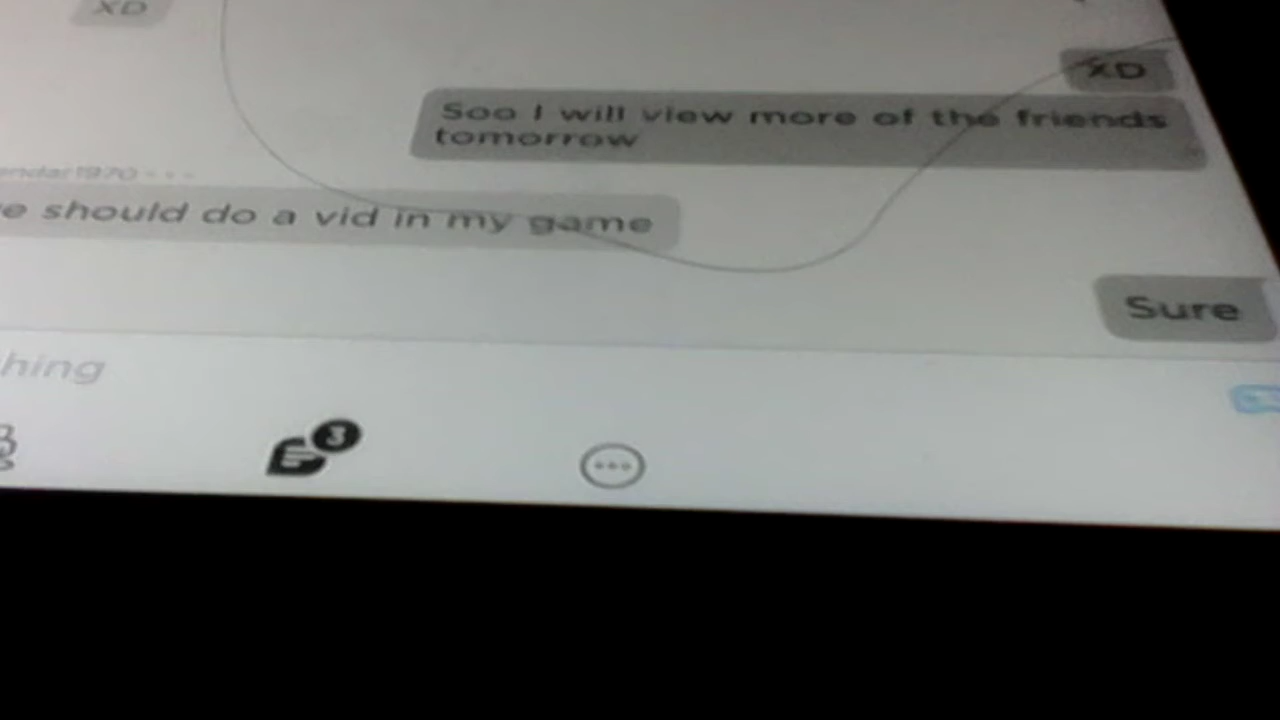 XD
XD
Soo I will view more of the friends
tomorrow
endar1970
e should do a vid in my game
Sure
hing
3